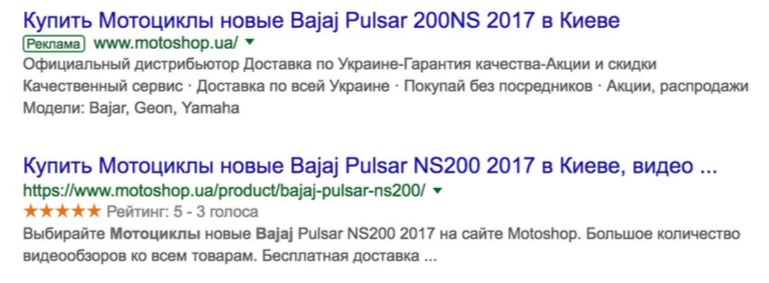 Купить Мотоциклы новые Bajaj Pulsar 200NS 2017 в Киеве
Реклама www.motoshop.ua/
Официальный дистрибьютор Доставка по Украине-Гарантия качества-Акции и скидки
Качественный сервис · Доставка по всей Украине · Покупай без посредников · Акции, распродажи
Модели: Bajar, Geon, Yamaha
Купить Мотоциклы новые Bajaj Pulsar NS200 2017 в Киеве, видео ...
https://www.motoshop.ua/product/bajaj-pulsar-ns200/
Рейтинг: 5 - 3 голоса
Выбирайте Мотоциклы новые Bajaj Pulsar NS200 2017 на сайте Motoshop. Большое количество
видеообзоров ко всем товарам. Бесплатная доставка ...